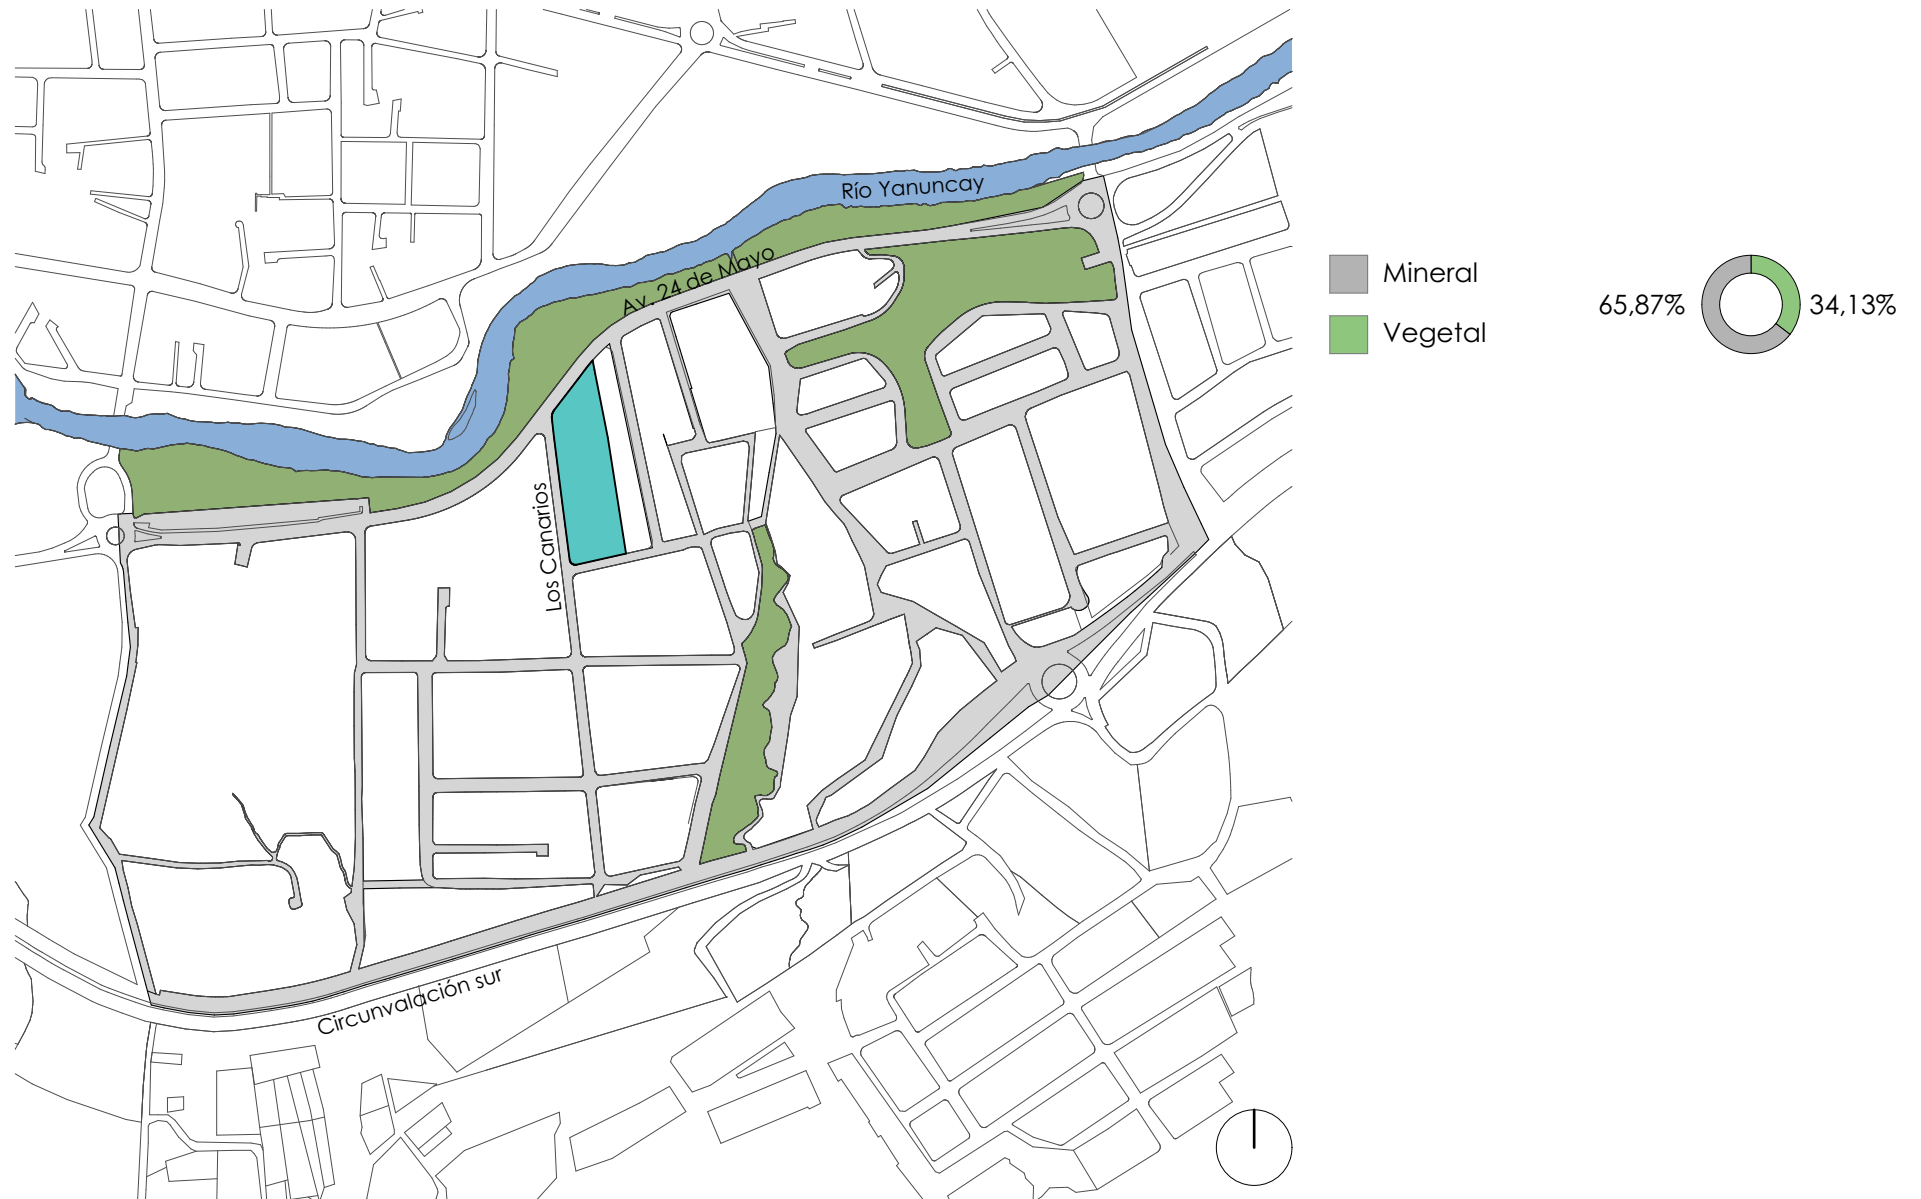 Río Yanuncay
Av. 24 de Mayo
Los Canarios
Circunvalación sur
Mineral
Vegetal
65,87%
34,13%